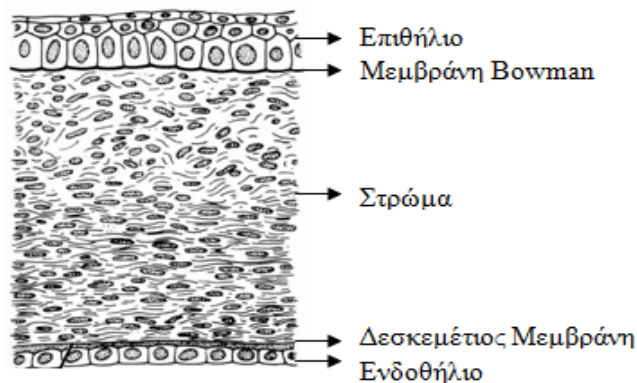 Επιθήλιο
Μεμβράνη Bowman
Στρώμα
Δεσκεμέτιος Μεμβράνη
Ενδοθήλιο